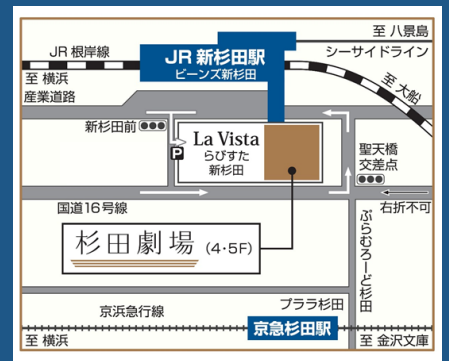 至 八景島
JR 根岸線
JR 新杉田駅
ビーンズ新杉田
シーサイドライン
至 横浜
至 大船
産業道路
新杉田前
P
La Vista
らびすた
新杉田
聖天橋
交差点
国道16号線
右折不可
杉田劇場 (4・5F)
ぷらむろーど杉田
京浜急行線
プララ杉田
京急杉田駅
至 横浜
至 金沢文庫